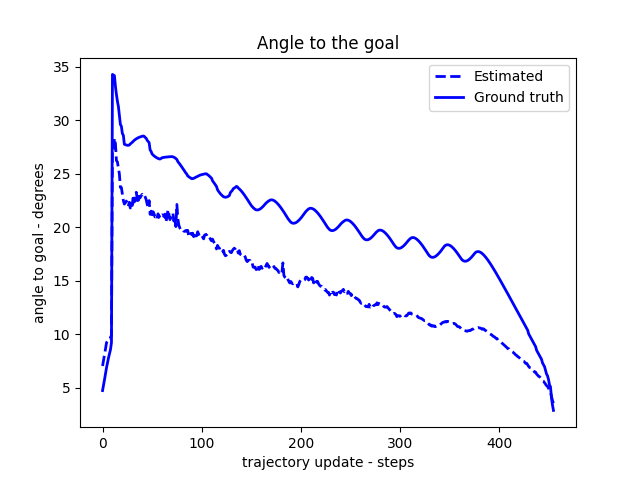 Angle to the goal
Estimated
Ground truth
angle to goal - degrees
35
30
25
20
15
10
5
0
100
200
300
400
trajectory update - steps